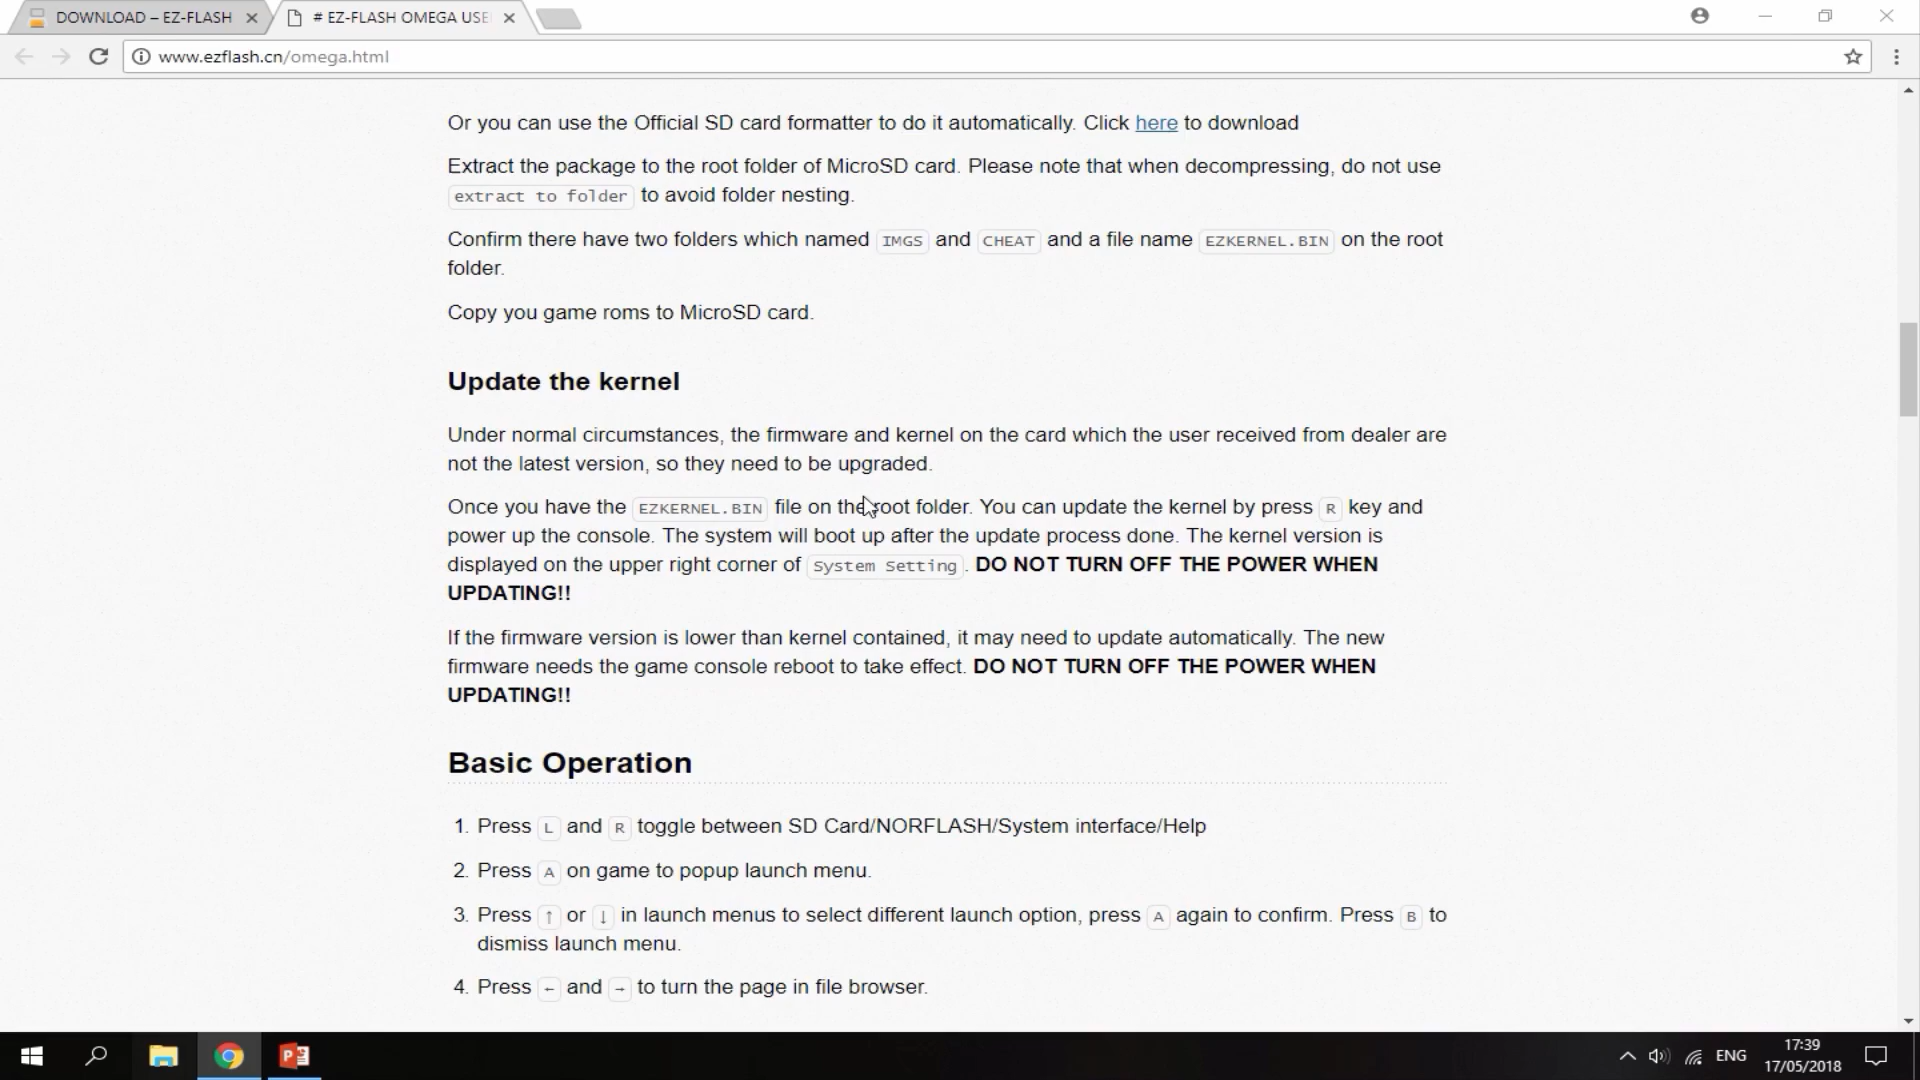 DOWNLOAD – EZ-FLASH
# EZ-FLASH OMEGA USE
www.ezflash.cn/omega.html
Or you can use the Official SD card formatter to do it automatically. Click here to download
Extract the package to the root folder of MicroSD card. Please note that when decompressing, do not use
extract to folder to avoid folder nesting.
Confirm there have two folders which named IMGS and CHEAT and a file name EZKERNEL.BIN on the root
folder.
Copy you game roms to MicroSD card.
Update the kernel
Under normal circumstances, the firmware and kernel on the card which the user received from dealer are
not the latest version, so they need to be upgraded.
Once you have the EZKERNEL.BIN file on the root folder. You can update the kernel by press R key and
power up the console. The system will boot up after the update process done. The kernel version is
displayed on the upper right corner of System Setting. DO NOT TURN OFF THE POWER WHEN
UPDATING!!
If the firmware version is lower than kernel contained, it may need to update automatically. The new
firmware needs the game console reboot to take effect. DO NOT TURN OFF THE POWER WHEN
UPDATING!!
Basic Operation
1. Press L and R toggle between SD Card/NORFLASH/System interface/Help
2. Press A on game to popup launch menu.
3. Press ↑ or ↓ in launch menus to select different launch option, press A again to confirm. Press B to
dismiss launch menu.
4. Press ← and → to turn the page in file browser.
ENG
17:39
17/05/2018